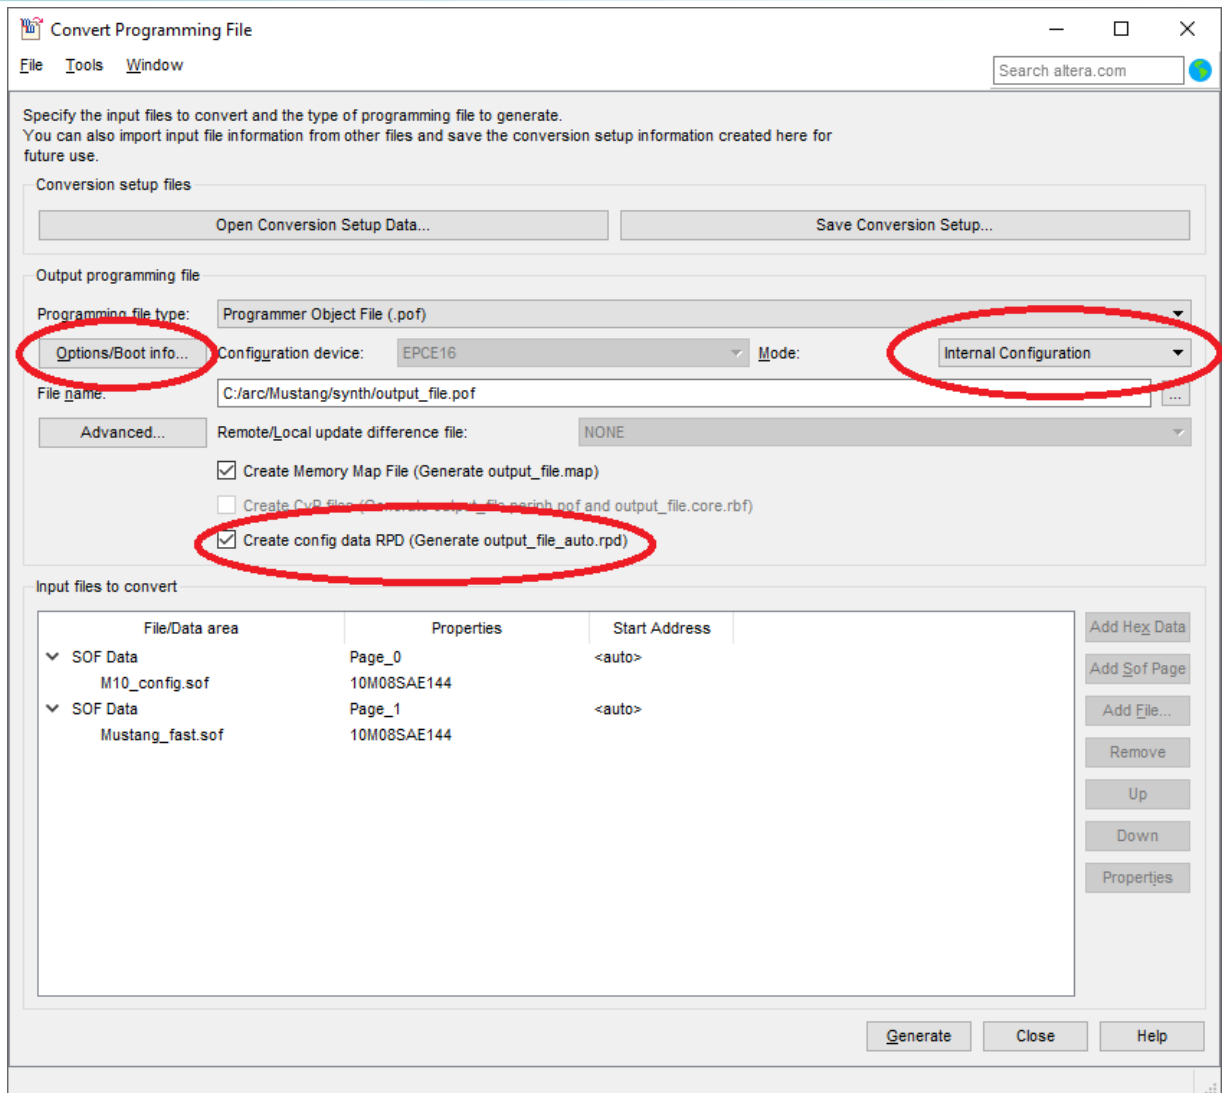 Convert Programming File
File Tools Window
Search altera.com
Specify the input files to convert and the type of programming file to generate.
You can also import input file information from other files and save the conversion setup information created here for
future use.
Conversion setup files
Open Conversion Setup Data...
Save Conversion Setup...
Output programming file
Programming file type:
Programmer Object File (.pof)
Options/Boot info...
Configuration device:
EPCE16
Mode:
Internal Configuration
File name:
C:/arc/Mustang/synth/output_file.pof
...
Advanced...
Remote/Local update difference file:
NONE
Create Memory Map File (Generate output_file.map)
Create CvP files (Generate output_file.periph.pof and output_file.core.rbf)
Create config data RPD (Generate output_file_auto.rpd)
Input files to convert
File/Data area Properties Start Address
SOF Data Page_0 <auto>
M10_config.sof 10M08SAE144
SOF Data Page_1 <auto>
Mustang_fast.sof 10M08SAE144
Add Hex Data
Add Sof Page
Add File...
Remove
Up
Down
Properties
Generate
Close
Help